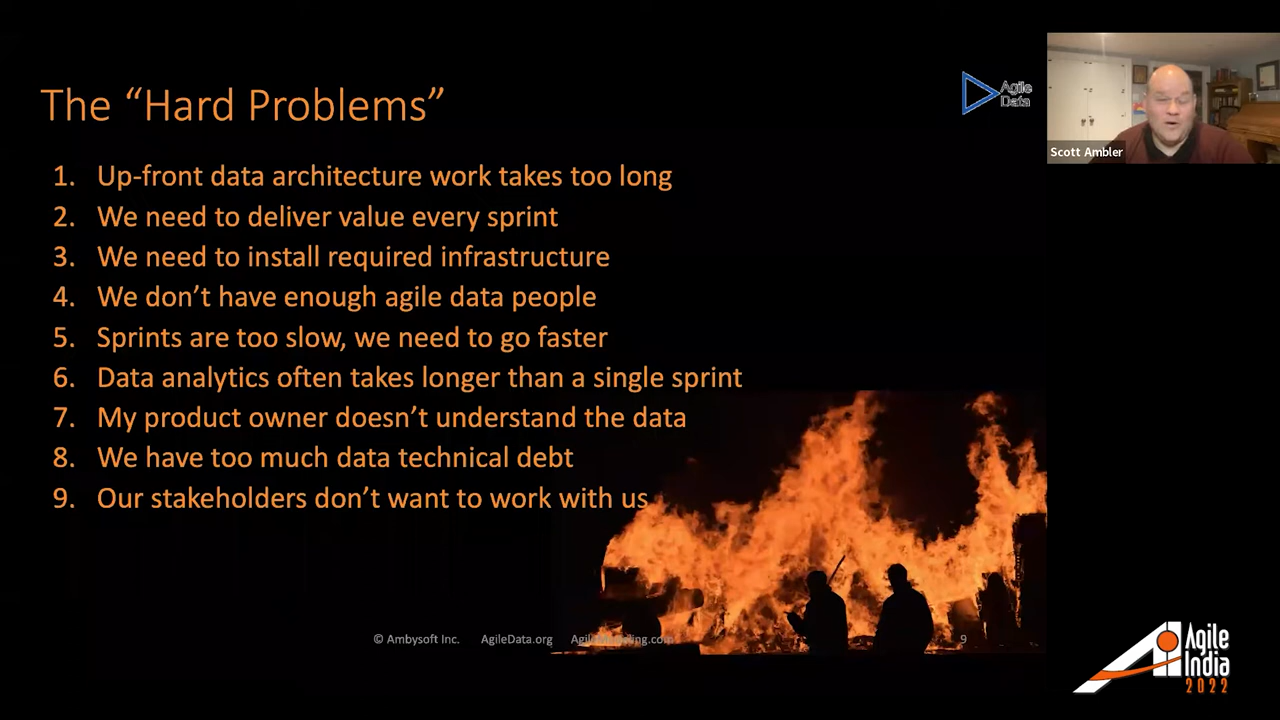 The “Hard Problems”
Agile
Data
Scott Ambler
1. Up-front data architecture work takes too long
2. We need to deliver value every sprint
3. We need to install required infrastructure
4. We don’t have enough agile data people
5. Sprints are too slow, we need to go faster
6. Data analytics often takes longer than a single sprint
7. My product owner doesn’t understand the data
8. We have too much data technical debt
9. Our stakeholders don’t want to work with us
© Ambysoft Inc. AgileData.org AgileModeling.com 9
Agile
India
2022